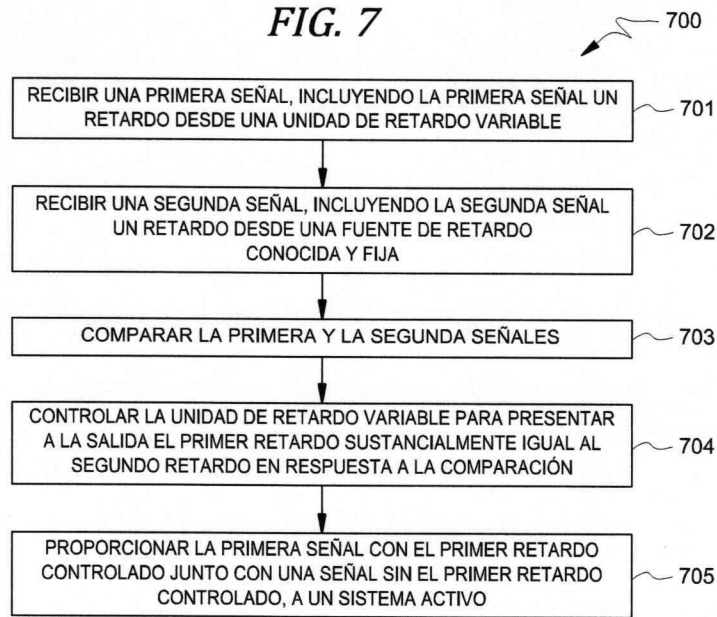 FIG. 7
700
RECIBIR UNA PRIMERA SEÑAL, INCLUYENDO LA PRIMERA SEÑAL UN
RETARDO DESDE UNA UNIDAD DE RETARDO VARIABLE
701
RECIBIR UNA SEGUNDA SEÑAL, INCLUYENDO LA SEGUNDA SEÑAL
UN RETARDO DESDE UNA FUENTE DE RETARDO
CONOCIDA Y FIJA
702
COMPARAR LA PRIMERA Y LA SEGUNDA SEÑALES
703
CONTROLAR LA UNIDAD DE RETARDO VARIABLE PARA PRESENTAR
A LA SALIDA EL PRIMER RETARDO SUSTANCIALMENTE IGUAL AL
SEGUNDO RETARDO EN RESPUESTA A LA COMPARACIÓN
704
PROPORCIONAR LA PRIMERA SEÑAL CON EL PRIMER RETARDO
CONTROLADO JUNTO CON UNA SEÑAL SIN EL PRIMER RETARDO
CONTROLADO, A UN SISTEMA ACTIVO
705